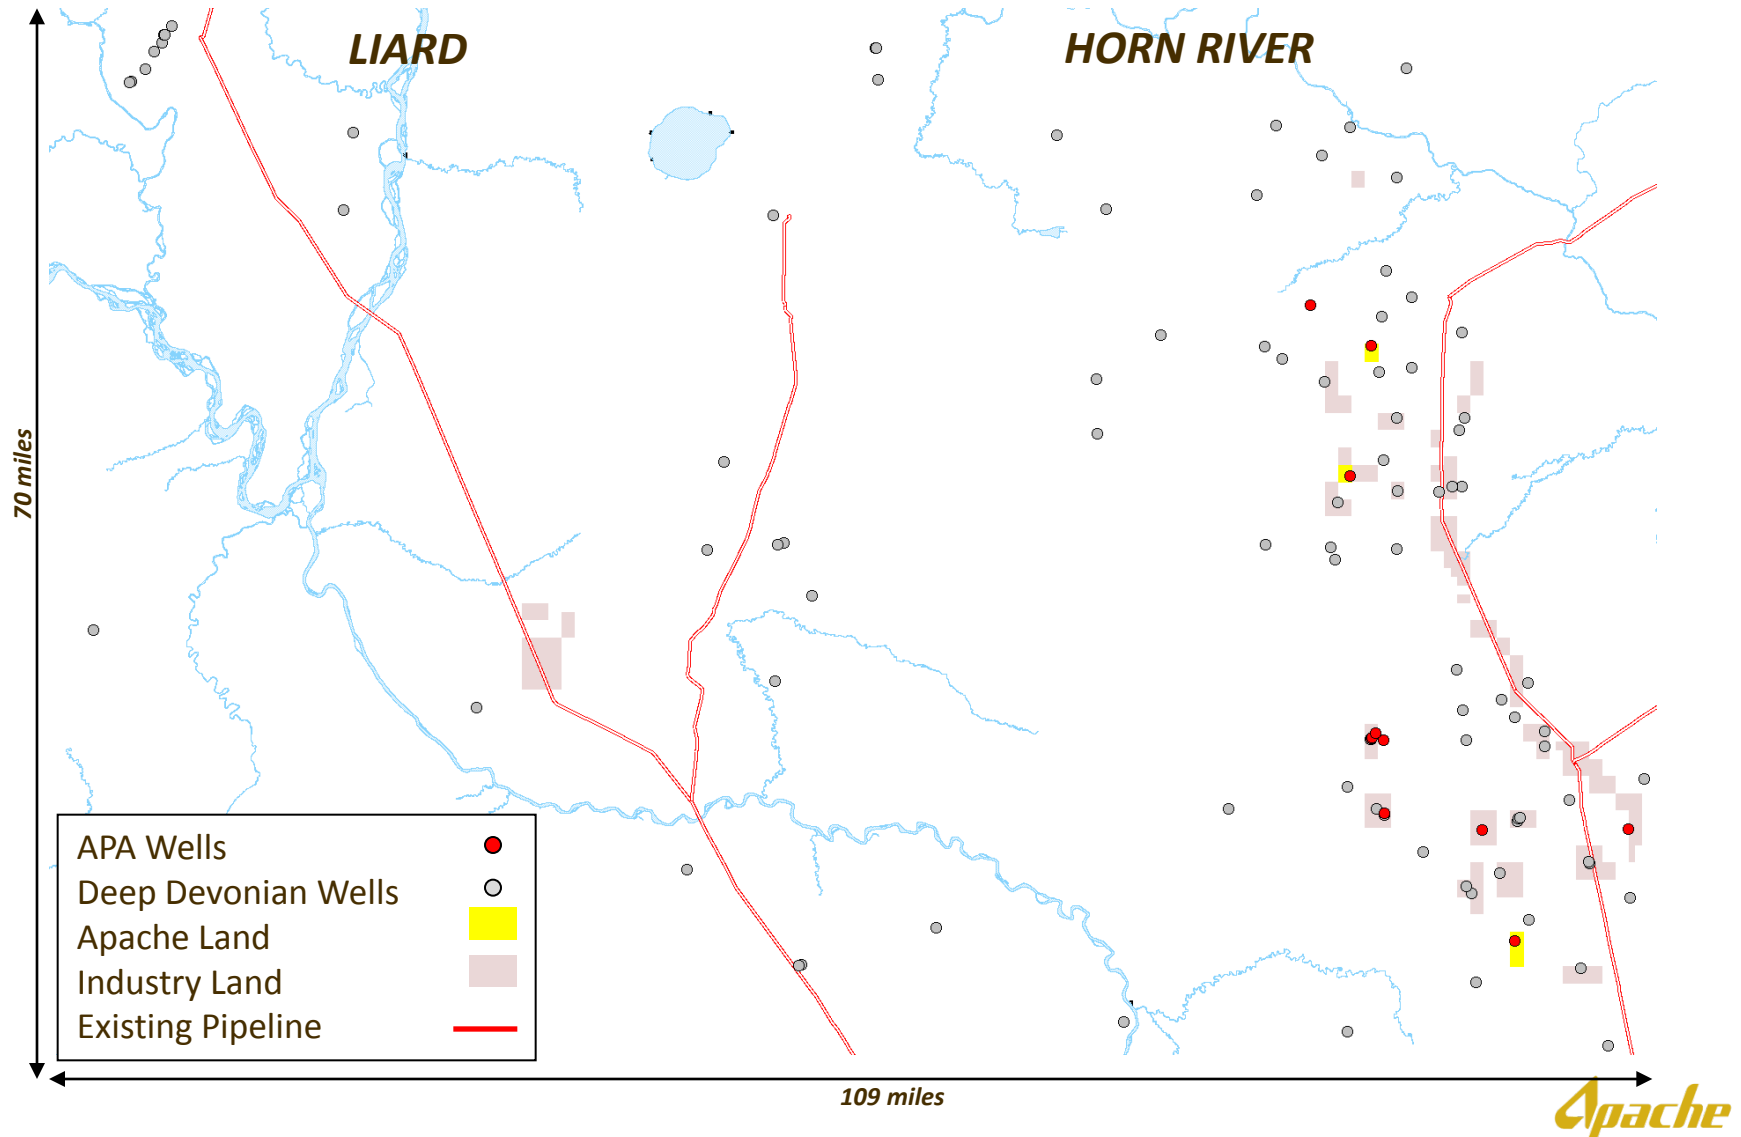 LIARD
HORN RIVER
70 miles
APA Wells
Deep Devonian Wells
Apache Land
Industry Land
Existing Pipeline
109 miles
Apache